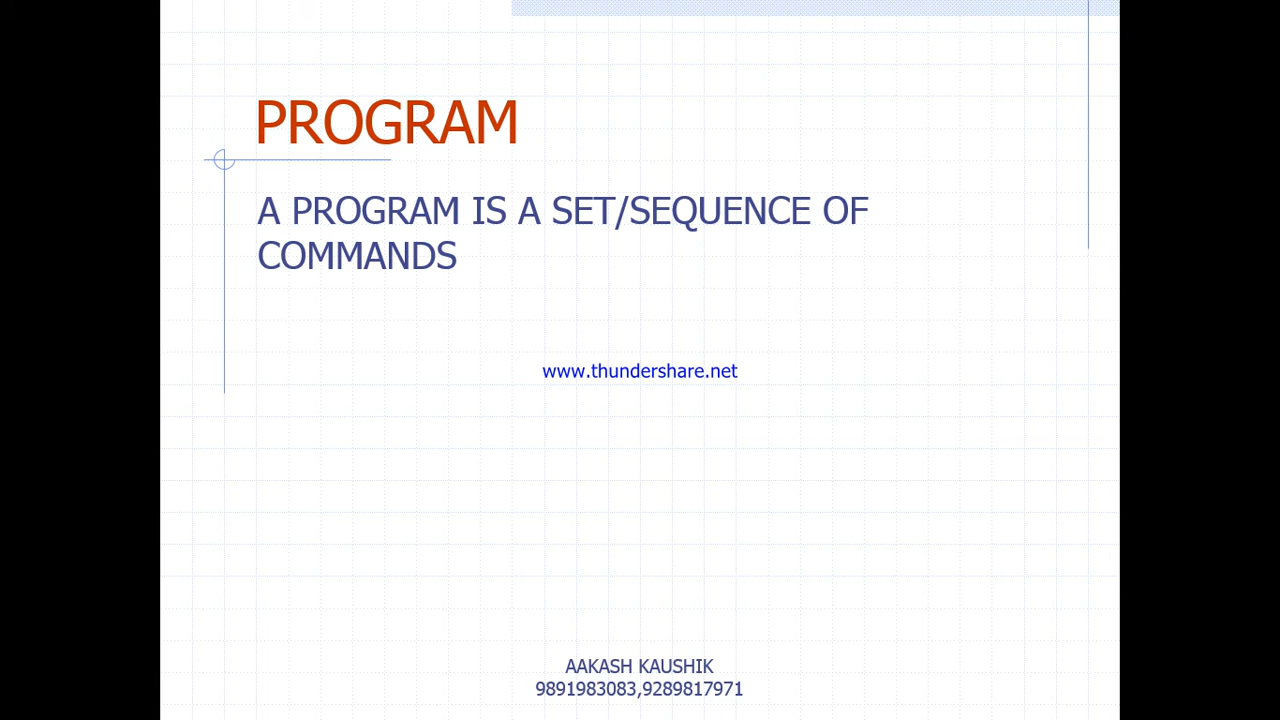 PROGRAM
A PROGRAM IS A SET/SEQUENCE OF
COMMANDS
www.thundershare.net
AAKASH KAUSHIK
9891983083,9289817971